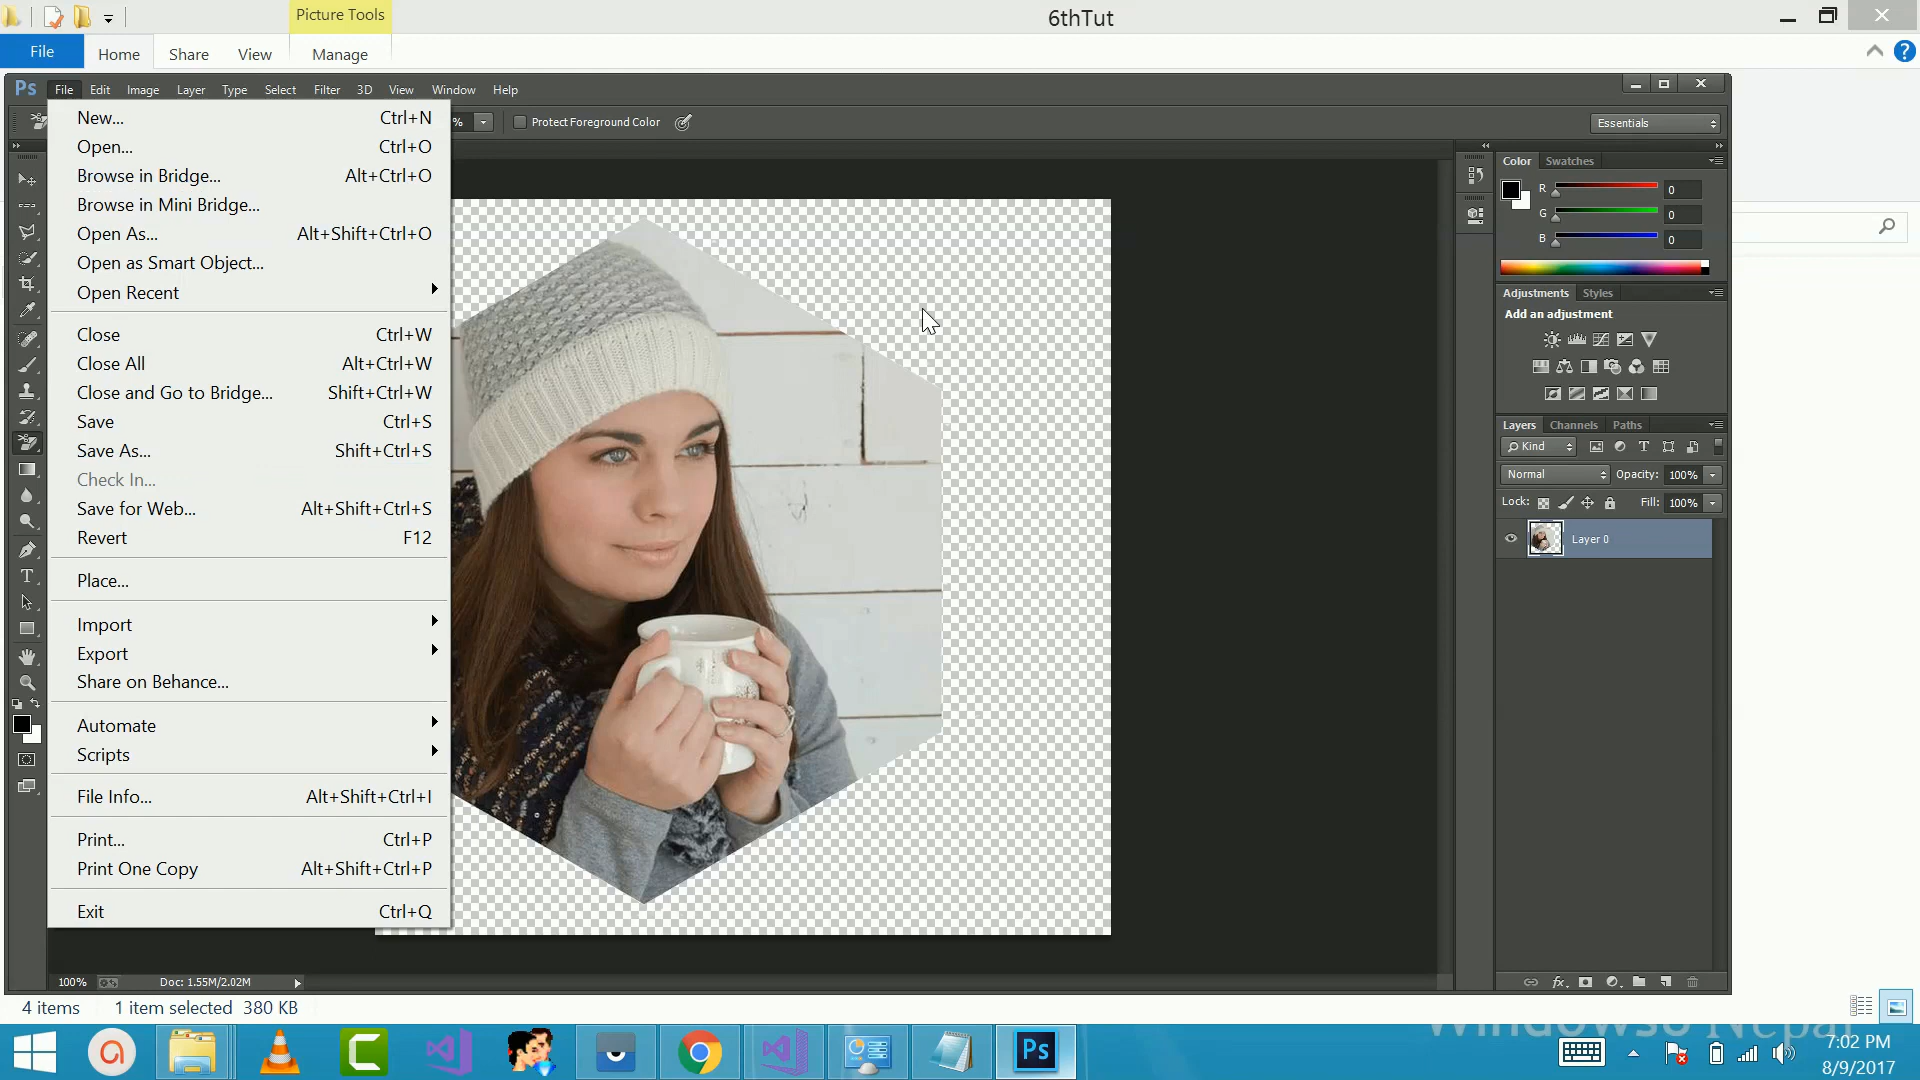 Picture Tools
6thTut
File
Home
Share
View
Manage
Ps
File
Edit
Image
Layer
Type
Select
Filter
3D
View
Window
Help
%
Protect Foreground Color
Essentials
New... Ctrl+N
Open... Ctrl+O
Browse in Bridge... Alt+Ctrl+O
Browse in Mini Bridge...
Open As... Alt+Shift+Ctrl+O
Open as Smart Object...
Open Recent
Close Ctrl+W
Close All Alt+Ctrl+W
Close and Go to Bridge... Shift+Ctrl+W
Save Ctrl+S
Save As... Shift+Ctrl+S
Check In...
Save for Web... Alt+Shift+Ctrl+S
Revert F12
Place...
Import
Export
Share on Behance...
Automate
Scripts
File Info... Alt+Shift+Ctrl+I
Print... Ctrl+P
Print One Copy Alt+Shift+Ctrl+P
Exit Ctrl+Q
Color
Swatches
R 0
G 0
B 0
Adjustments
Styles
Add an adjustment
Layers
Channels
Paths
Kind
Normal
Opacity: 100%
Lock:
Fill: 100%
Layer 0
fx
100%
Doc: 1.55M/2.02M
4 items
1 item selected 380 KB
Ps
7:02 PM
8/9/2017